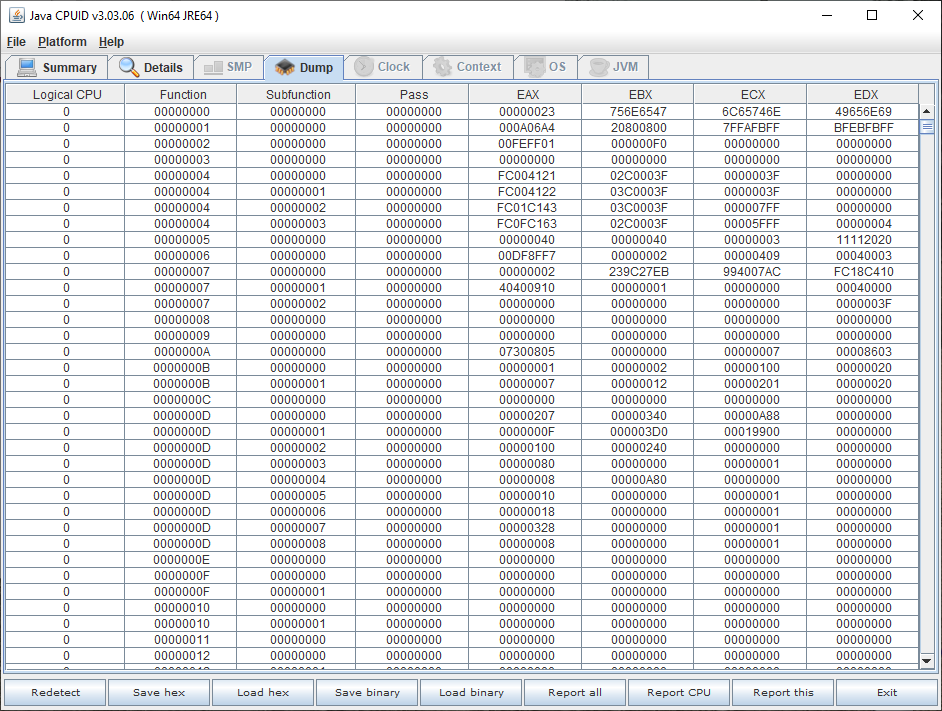 Java CPUID v3.03.06 ( Win64 JRE64 )
File Platform Help
Summary Details SMP Dump Clock Context OS JVM
Logical CPU Function Subfunction Pass EAX EBX ECX EDX
0 00000000 00000000 00000000 00000023 756E6547 6C65746E 49656E69
0 00000001 00000000 00000000 000A06A4 20800800 7FFAFBFF BFEBFBFF
0 00000002 00000000 00000000 00FEFF01 000000F0 00000000 00000000
0 00000003 00000000 00000000 00000000 00000000 00000000 00000000
0 00000004 00000000 00000000 FC004121 02C0003F 0000003F 00000000
0 00000004 00000001 00000000 FC004122 03C0003F 0000003F 00000000
0 00000004 00000002 00000000 FC01C143 03C0003F 000007FF 00000000
0 00000004 00000003 00000000 FC0FC163 02C0003F 00005FFF 00000004
0 00000005 00000000 00000000 00000040 00000040 00000003 11112020
0 00000006 00000000 00000000 00DF8FF7 00000002 00000409 00040003
0 00000007 00000000 00000000 00000002 239C27EB 994007AC FC18C410
0 00000007 00000001 00000000 40400910 00000001 00000000 00040000
0 00000007 00000002 00000000 00000000 00000000 00000000 0000003F
0 00000008 00000000 00000000 00000000 00000000 00000000 00000000
0 00000009 00000000 00000000 00000000 00000000 00000000 00000000
0 0000000A 00000000 00000000 07300805 00000000 00000007 00008603
0 0000000B 00000000 00000000 00000001 00000002 00000100 00000020
0 0000000B 00000001 00000000 00000007 00000012 00000201 00000020
0 0000000C 00000000 00000000 00000000 00000000 00000000 00000000
0 0000000D 00000000 00000000 00000207 00000340 00000A88 00000000
0 0000000D 00000001 00000000 0000000F 000003D0 00019900 00000000
0 0000000D 00000002 00000000 00000100 00000240 00000000 00000000
0 0000000D 00000003 00000000 00000080 00000000 00000001 00000000
0 0000000D 00000004 00000000 00000008 00000A80 00000000 00000000
0 0000000D 00000005 00000000 00000010 00000000 00000001 00000000
0 0000000D 00000006 00000000 00000018 00000000 00000001 00000000
0 0000000D 00000007 00000000 00000328 00000000 00000001 00000000
0 0000000D 00000008 00000000 00000008 00000000 00000001 00000000
0 0000000E 00000000 00000000 00000000 00000000 00000000 00000000
0 0000000F 00000000 00000000 00000000 00000000 00000000 00000000
0 0000000F 00000001 00000000 00000000 00000000 00000000 00000000
0 00000010 00000000 00000000 00000000 00000000 00000000 00000000
0 00000010 00000001 00000000 00000000 00000000 00000000 00000000
0 00000011 00000000 00000000 00000000 00000000 00000000 00000000
0 00000012 00000000 00000000 00000000 00000000 00000000 00000000
Redetect Save hex Load hex Save binary Load binary Report all Report CPU Report this Exit